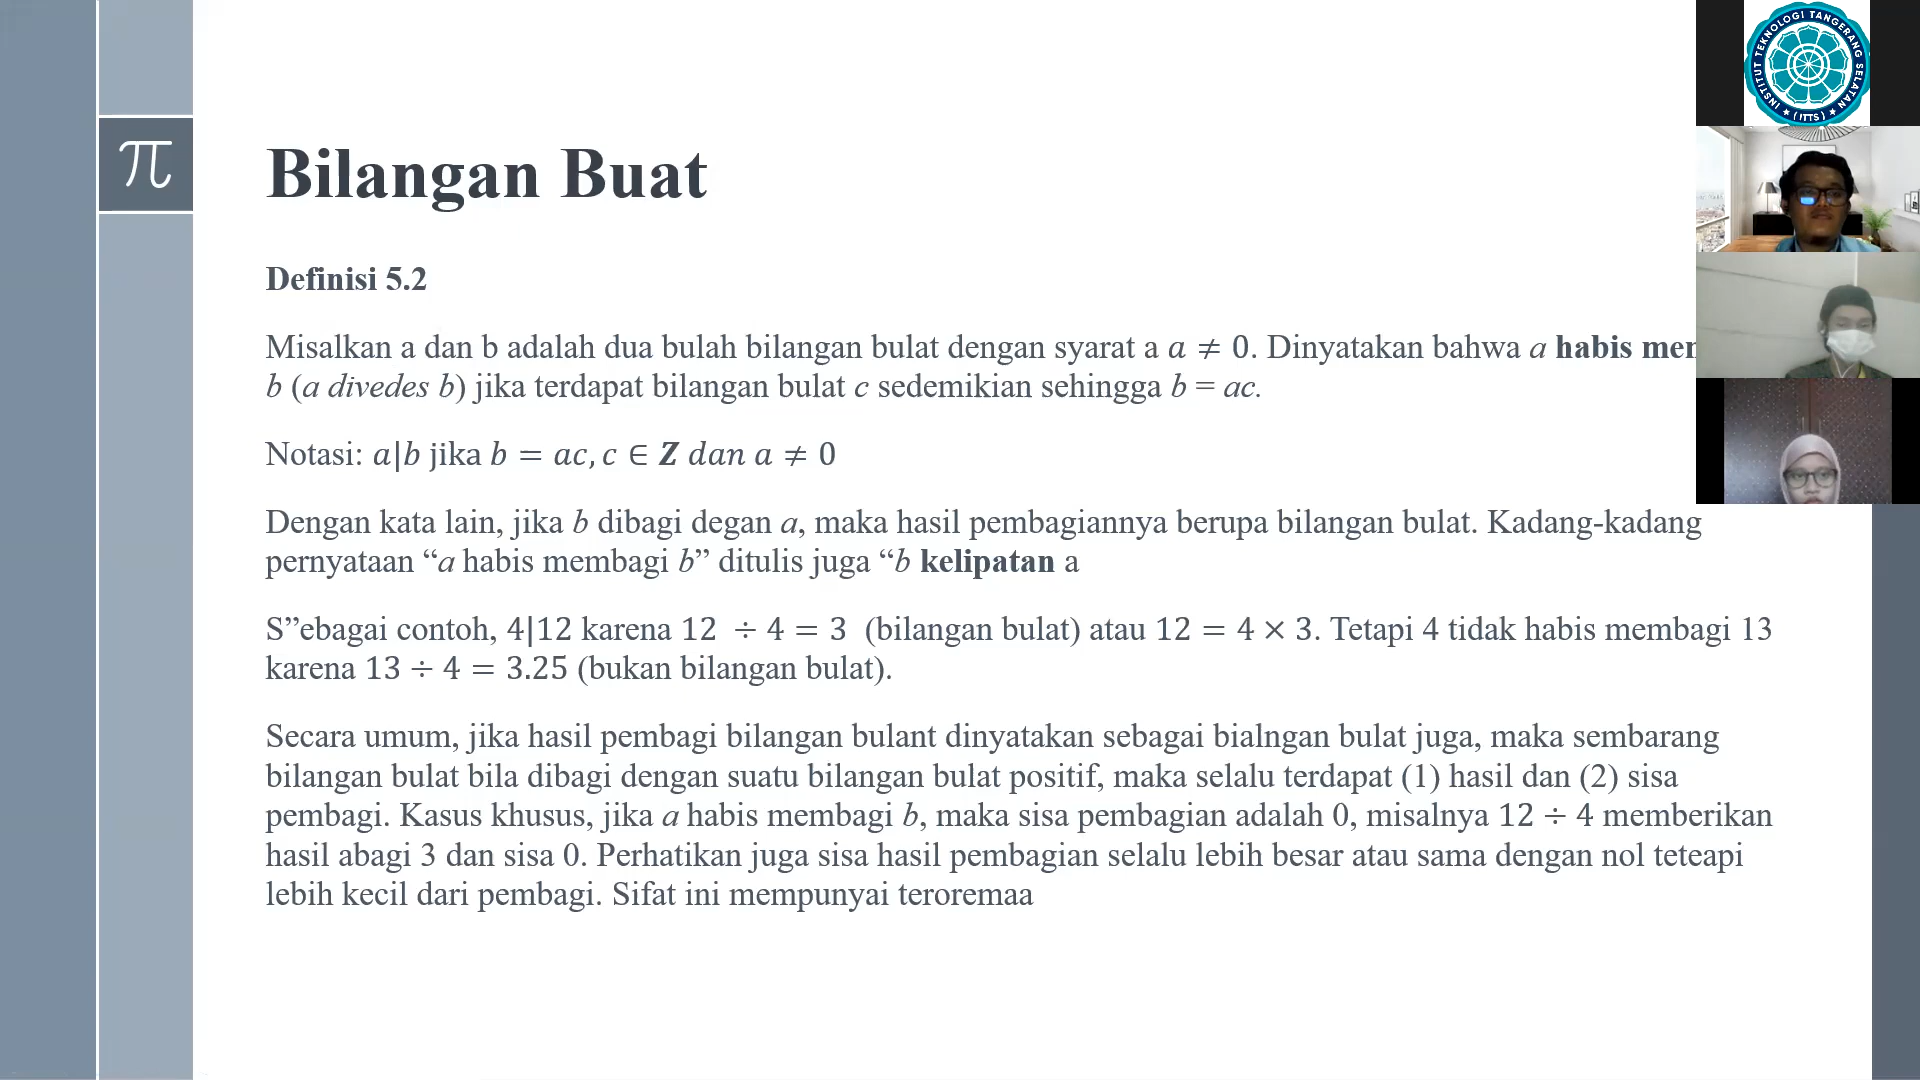 π
Bilangan Buat
Definisi 5.2
Misalkan a dan b adalah dua bulah bilangan bulat dengan syarat a a ≠ 0. Dinyatakan bahwa a habis
b (a divedes b) jika terdapat bilangan bulat c sedemikian sehingga b = ac.
Notasi: a|b jika b = ac, c ∈ Z dan a ≠ 0
Dengan kata lain, jika b dibagi degan a, maka hasil pembagiannya berupa bilangan bulat. Kadang-kadang
pernyataan “a habis membagi b” ditulis juga “b kelipatan a
S”ebagai contoh, 4|12 karena 12 ÷ 4 = 3 (bilangan bulat) atau 12 = 4 × 3. Tetapi 4 tidak habis membagi 13
karena 13 ÷ 4 = 3.25 (bukan bilangan bulat).
Secara umum, jika hasil pembagi bilangan bulant dinyatakan sebagai bialngan bulat juga, maka sembarang
bilangan bulat bila dibagi dengan suatu bilangan bulat positif, maka selalu terdapat (1) hasil dan (2) sisa
pembagi. Kasus khusus, jika a habis membagi b, maka sisa pembagian adalah 0, misalnya 12 ÷ 4 memberikan
hasil abagi 3 dan sisa 0. Perhatikan juga sisa hasil pembagian selalu lebih besar atau sama dengan nol teteapi
lebih kecil dari pembagi. Sifat ini mempunyai teroremaa
INSTITUT TEKNOLOGI TANGERANG SELATAN
(ITTS)